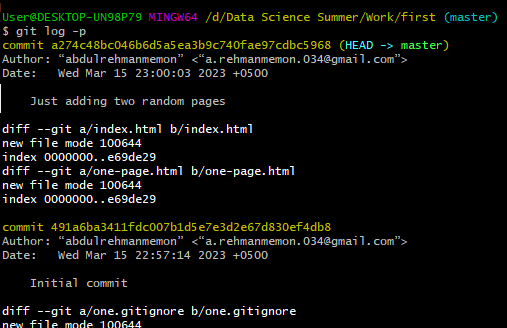 User@DESKTOP-UN98P79 MINGW64 /d/Data Science Summer/Work/first (master)
$ git log -p
commit a274c48bc046b6d5a5ea3b9c740fae97cdbc5968 (HEAD -> master)
Author: “abdulrehmanmemon” <“a.rehmanmemon.034@gmail.com”>
Date:   Wed Mar 15 23:00:03 2023 +0500
    Just adding two random pages
diff --git a/index.html b/index.html
new file mode 100644
index 0000000..e69de29
diff --git a/one-page.html b/one-page.html
new file mode 100644
index 0000000..e69de29
commit 491a6ba3411fdc007b1d5e7e3d2e67d830ef4db8
Author: “abdulrehmanmemon” <“a.rehmanmemon.034@gmail.com”>
Date:   Wed Mar 15 22:57:14 2023 +0500
    Initial commit
diff --git a/one.gitignore b/one.gitignore
new file mode 100644